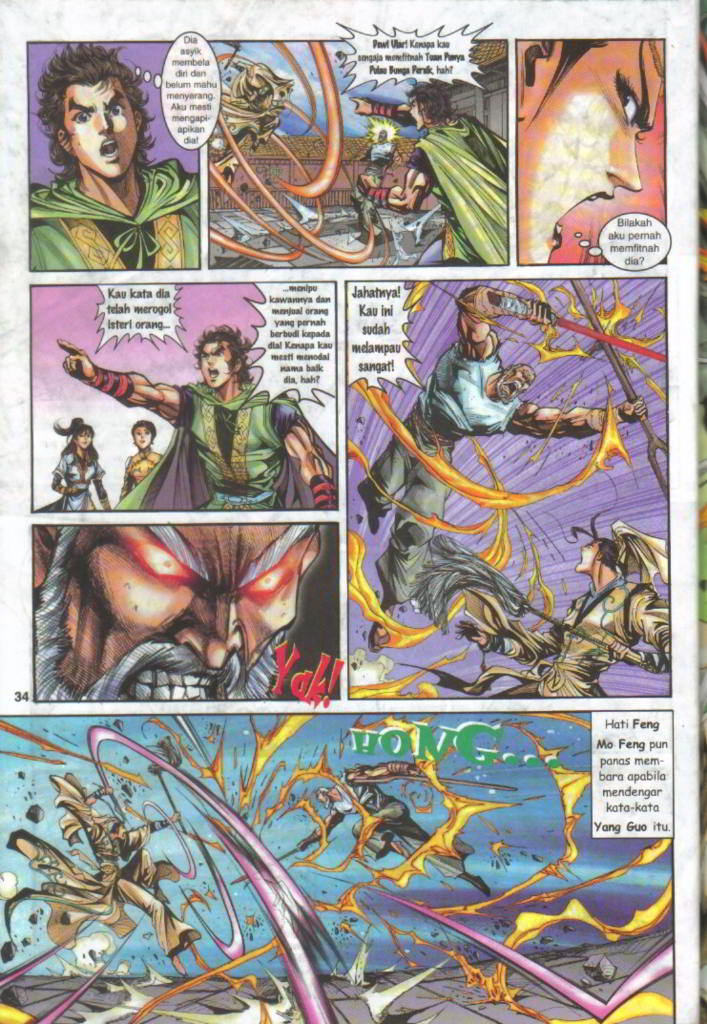 Dia
asyik
membela
diri dan
belum mahu
menyerang.
Aku mesti
mengapi-
apikan
dia!
Dewi Ular! Kenapa kau
sengaja memfitnah Tuan Punya
Pulau Bunga Persik, hah?
Bilakah
aku pernah
memfitnah
dia?
Kau kata dia
telah merogol
isteri orang...
...menipu
kawannya dan
menjual orang
yang pernah
berbudi kepada
dia! Kenapa kau
mesti menodai
nama baik
dia, hah?
Jahatnya!
Kau ini
sudah
melampau
sangat!
Yak!
34
HONG...
Hati Feng
Mo Feng pun
panas mem-
bara apabila
mendengar
kata-kata
Yang Guo itu.